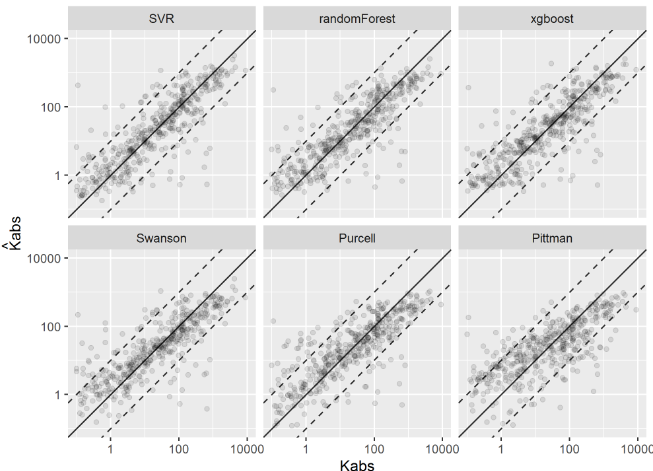 SVR randomForest xgboost
10000
100
1
Swanson Purcell Pittman
10000
100
1
K̂abs
1 100 10000 1 100 10000 1 100 10000
Kabs